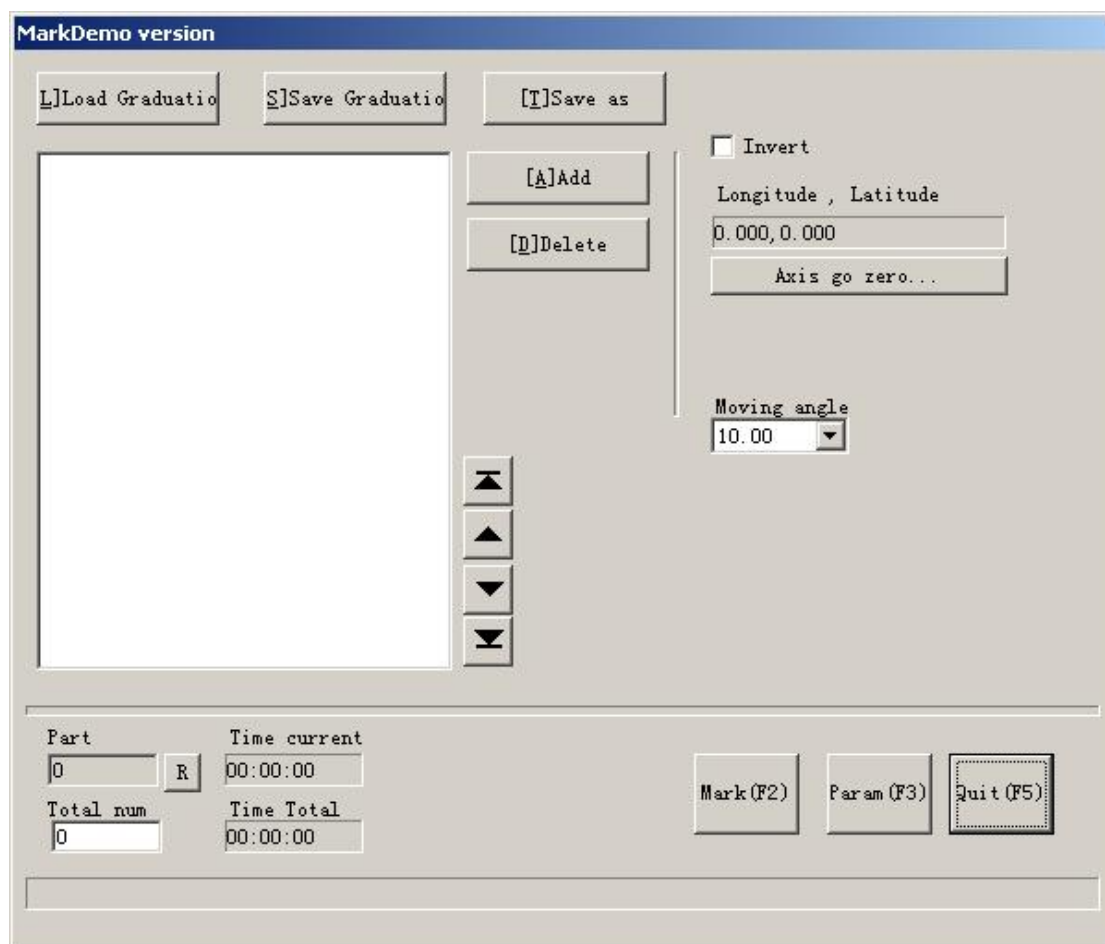 MarkDemo version
L]Load Graduatio
S]Save Graduatio
[T]Save as
[A]Add
[D]Delete
Invert
Longitude , Latitude
0.000,0.000
Axis go zero...
Moving angle
10.00
Part
0
R
Time current
00:00:00
Total num
0
Time Total
00:00:00
Mark(F2)
Param(F3)
Quit(F5)